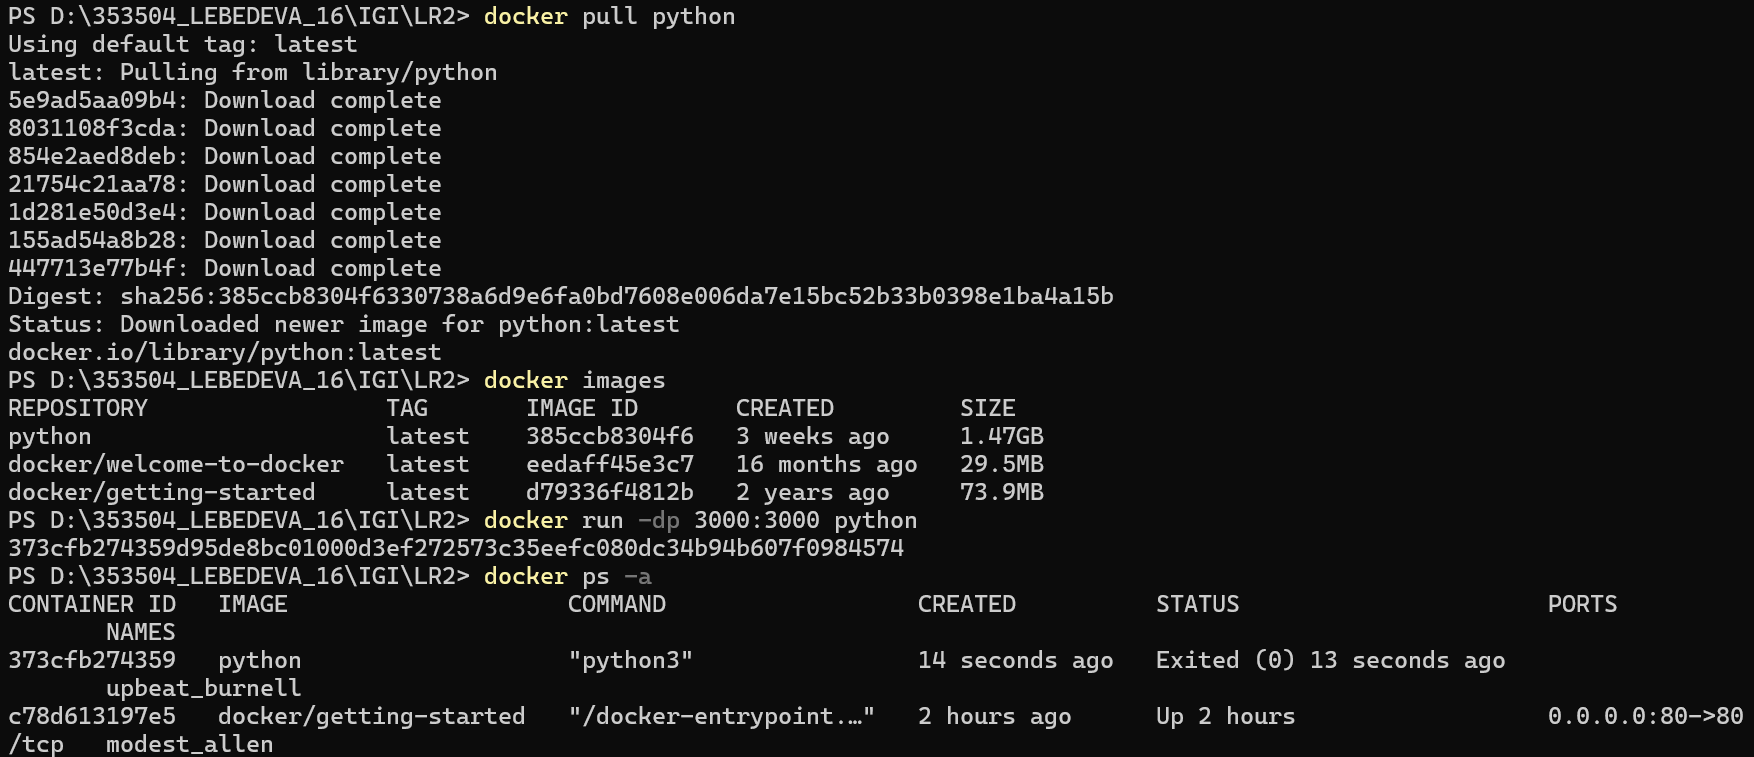 PS D:\353504_LEBEDEVA_16\IGI\LR2> docker pull python
Using default tag: latest
latest: Pulling from library/python
5e9ad5aa09b4: Download complete
8031108f3cda: Download complete
854e2aed8deb: Download complete
21754c21aa78: Download complete
1d281e50d3e4: Download complete
155ad54a8b28: Download complete
447713e77b4f: Download complete
Digest: sha256:385ccb8304f6330738a6d9e6fa0bd7608e006da7e15bc52b33b0398e1ba4a15b
Status: Downloaded newer image for python:latest
docker.io/library/python:latest
PS D:\353504_LEBEDEVA_16\IGI\LR2> docker images
REPOSITORY                 TAG       IMAGE ID       CREATED         SIZE
python                     latest    385ccb8304f6   3 weeks ago     1.47GB
docker/welcome-to-docker   latest    eedaff45e3c7   16 months ago   29.5MB
docker/getting-started     latest    d79336f4812b   2 years ago     73.9MB
PS D:\353504_LEBEDEVA_16\IGI\LR2> docker run -dp 3000:3000 python
373cfb274359d95de8bc01000d3ef272573c35eefc080dc34b94b607f0984574
PS D:\353504_LEBEDEVA_16\IGI\LR2> docker ps -a
CONTAINER ID   IMAGE                    COMMAND                  CREATED          STATUS                      PORTS
       NAMES
373cfb274359   python                   "python3"                14 seconds ago   Exited (0) 13 seconds ago
       upbeat_burnell
c78d613197e5   docker/getting-started   "/docker-entrypoint.…"   2 hours ago      Up 2 hours                  0.0.0.0:80->80
/tcp   modest_allen